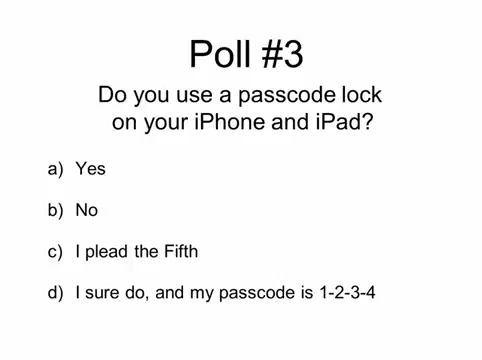 Poll #3
Do you use a passcode lock
on your iPhone and iPad?
a) Yes
b) No
c) I plead the Fifth
d) I sure do, and my passcode is 1-2-3-4